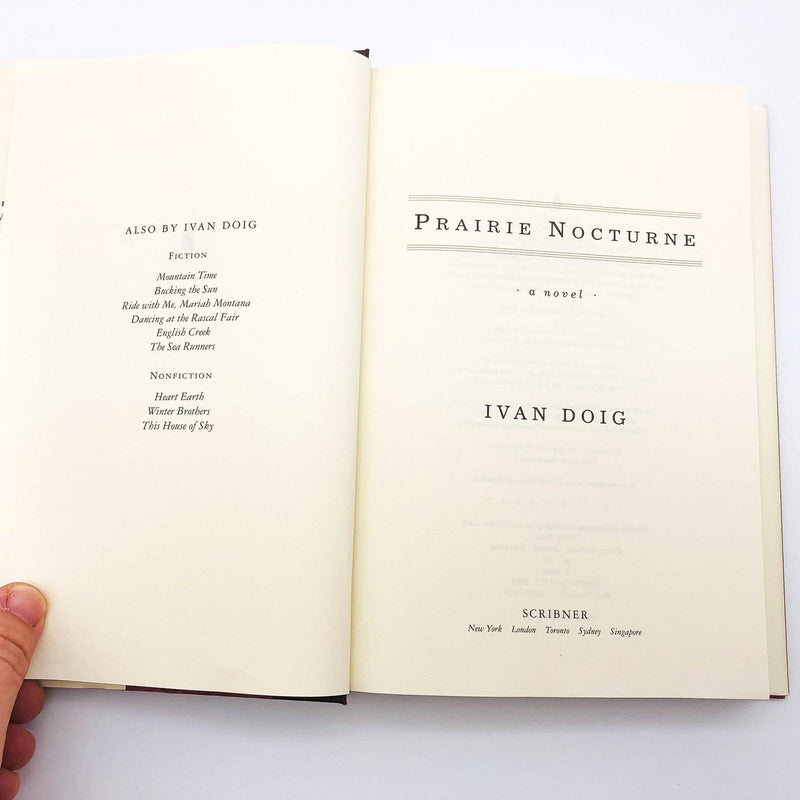 ALSO BY IVAN DOIG
FICTION
Mountain Time
Bucking the Sun
Ride with Me, Mariah Montana
Dancing at the Rascal Fair
English Creek
The Sea Runners
NONFICTION
Heart Earth
Winter Brothers
This House of Sky
PRAIRIE NOCTURNE
· a novel ·
IVAN DOIG
SCRIBNER
New York London Toronto Sydney Singapore